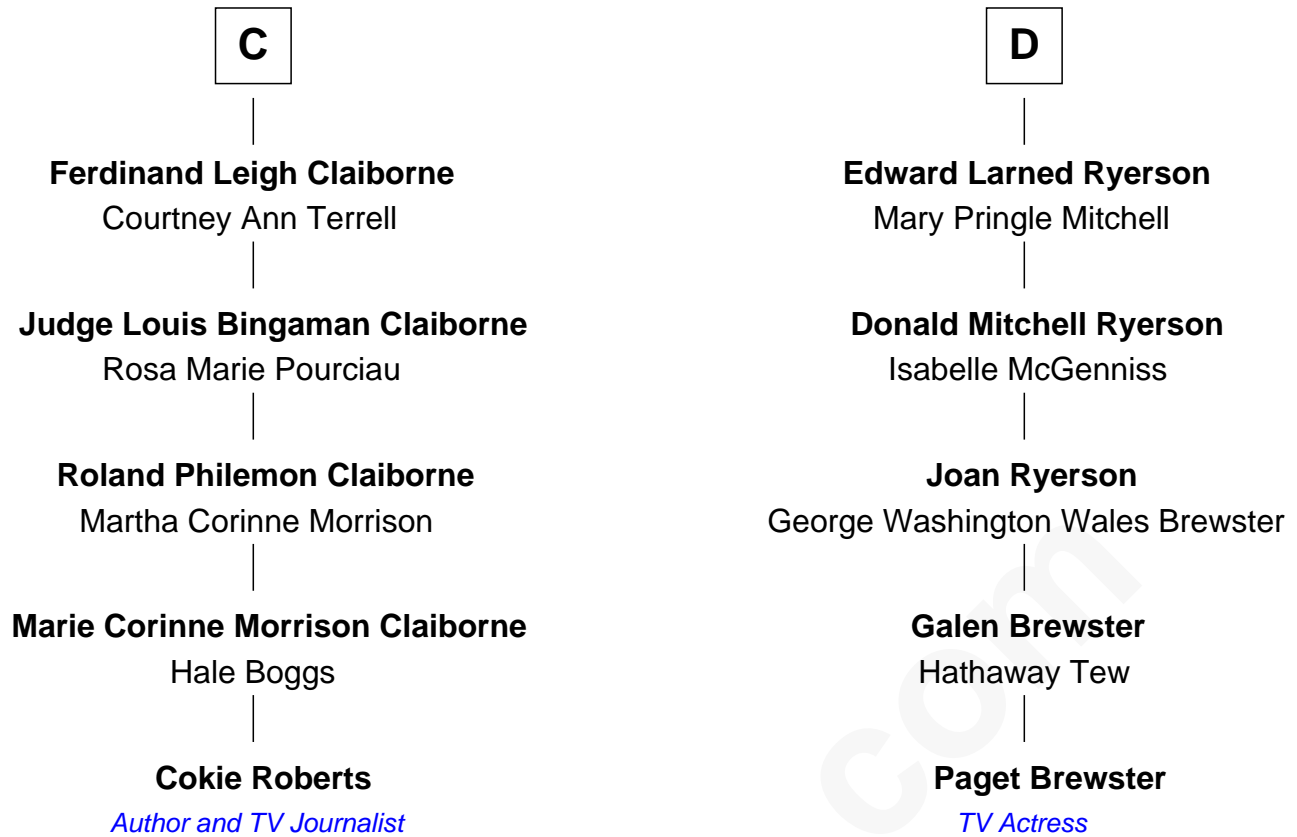 C
Ferdinand Leigh Claiborne
Courtney Ann Terrell
Judge Louis Bingaman Claiborne
Rosa Marie Pourciau
Roland Philemon Claiborne
Martha Corinne Morrison
Marie Corinne Morrison Claiborne
Hale Boggs
Cokie Roberts
Author and TV Journalist
D
Edward Larned Ryerson
Mary Pringle Mitchell
Donald Mitchell Ryerson
Isabelle McGenniss
Joan Ryerson
George Washington Wales Brewster
Galen Brewster
Hathaway Tew
Paget Brewster
TV Actress
com